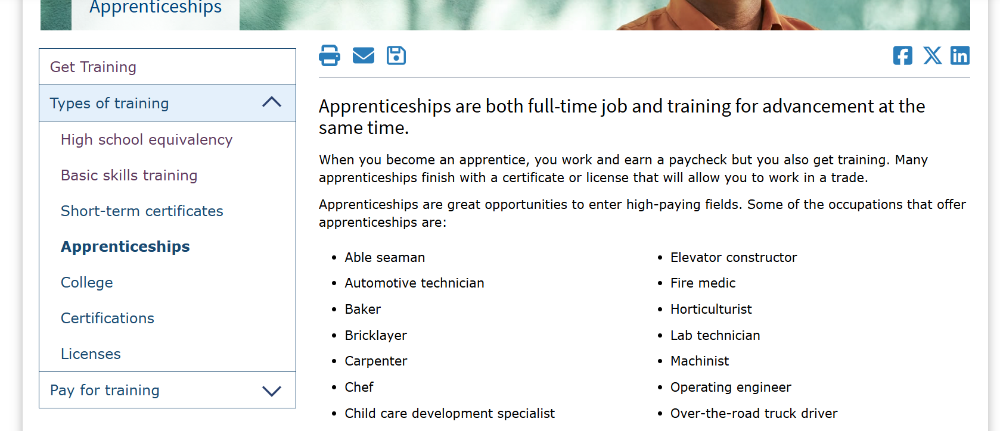 Apprenticeships
Get Training
Types of training
High school equivalency
Basic skills training
Short-term certificates
Apprenticeships
College
Certifications
Licenses
Pay for training
Apprenticeships are both full-time job and training for advancement at the
same time.
When you become an apprentice, you work and earn a paycheck but you also get training. Many
apprenticeships finish with a certificate or license that will allow you to work in a trade.
Apprenticeships are great opportunities to enter high-paying fields. Some of the occupations that offer
apprenticeships are:
• Able seaman
• Automotive technician
• Baker
• Bricklayer
• Carpenter
• Chef
• Child care development specialist
• Elevator constructor
• Fire medic
• Horticulturist
• Lab technician
• Machinist
• Operating engineer
• Over-the-road truck driver